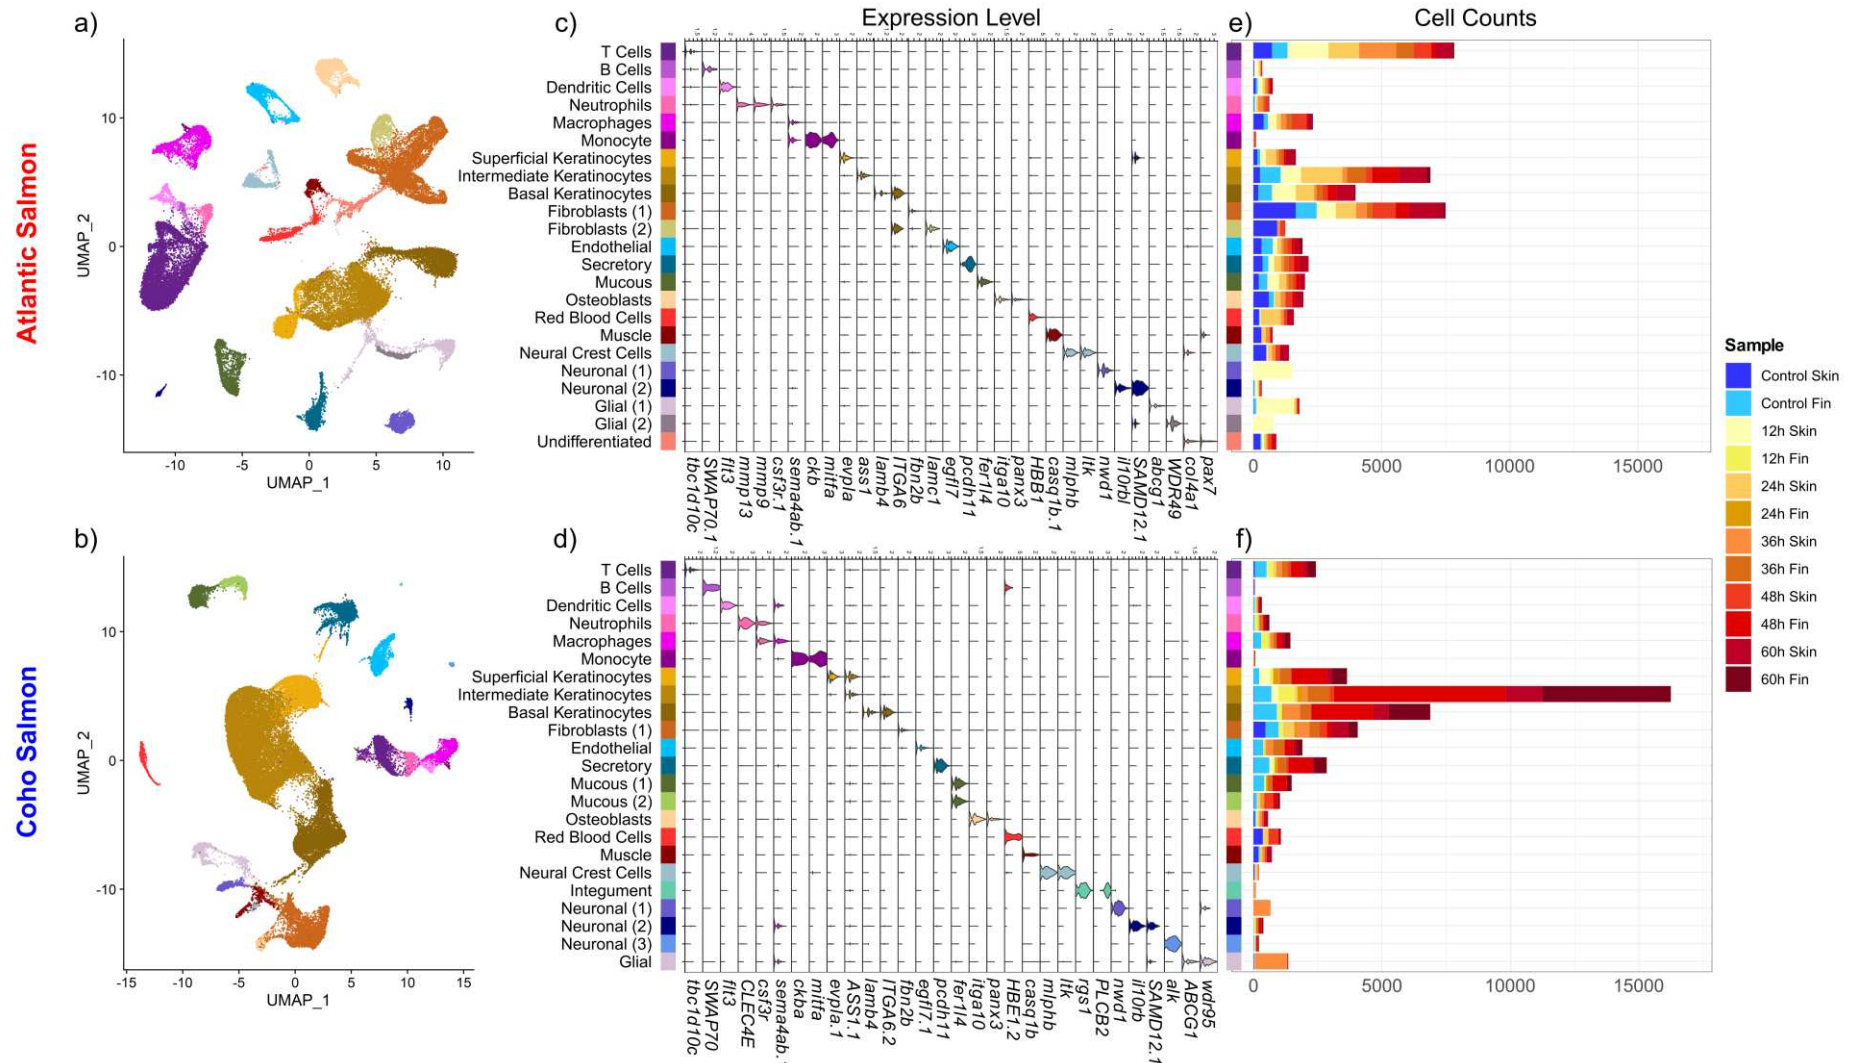 a)
Atlantic Salmon
UMAP_2
10
0
-10
-10
-5
0
5
10
UMAP_1
c)
Expression Level
T Cells
B Cells
Dendritic Cells
Neutrophils
Macrophages
Monocyte
Superficial Keratinocytes
Intermediate Keratinocytes
Basal Keratinocytes
Fibroblasts (1)
Fibroblasts (2)
Endothelial
Secretory
Mucous
Osteoblasts
Red Blood Cells
Muscle
Neural Crest Cells
Neuronal (1)
Neuronal (2)
Glial (1)
Glial (2)
Undifferentiated
tbc1d10c
SWAP70.1
flt3
mmp13
mmp9
csf3r.1
sema4ab.1
ckb
mitfa
evpla
ass1
lamb4
ITGA6
fbn2b
lamc1
egfl7
pcdh11
fer1l4
itga10
panx3
HBB1
casq1b.1
mlphb
ltk
nwd1
il10rbl
SAMD12.1
abcg1
WDR49
col4a1
pax7
e)
Cell Counts
0
5000
10000
15000
Sample
Control Skin
Control Fin
12h Skin
12h Fin
24h Skin
24h Fin
36h Skin
36h Fin
48h Skin
48h Fin
60h Skin
60h Fin
b)
Coho Salmon
UMAP_2
10
0
-10
-15
-10
-5
0
5
10
15
UMAP_1
d)
T Cells
B Cells
Dendritic Cells
Neutrophils
Macrophages
Monocyte
Superficial Keratinocytes
Intermediate Keratinocytes
Basal Keratinocytes
Fibroblasts (1)
Endothelial
Secretory
Mucous (1)
Mucous (2)
Osteoblasts
Red Blood Cells
Muscle
Neural Crest Cells
Integument
Neuronal (1)
Neuronal (2)
Neuronal (3)
Glial
tbc1d10c
SWAP70
flt3
CLEC4E
csf3r
sema4ab.
ckba
mitfa
evpla.1
ASS1.1
lamb4
ITGA6.2
fbn2b
egfl7.1
pcdh11
fer1l4
itga10
panx3
HBE1.2
casq1b
mlphb
ltk
rgs1
PLCB2
nwd1
il10rb
SAMD12.1
alk
ABCG1
wdr95
f)
0
5000
10000
15000